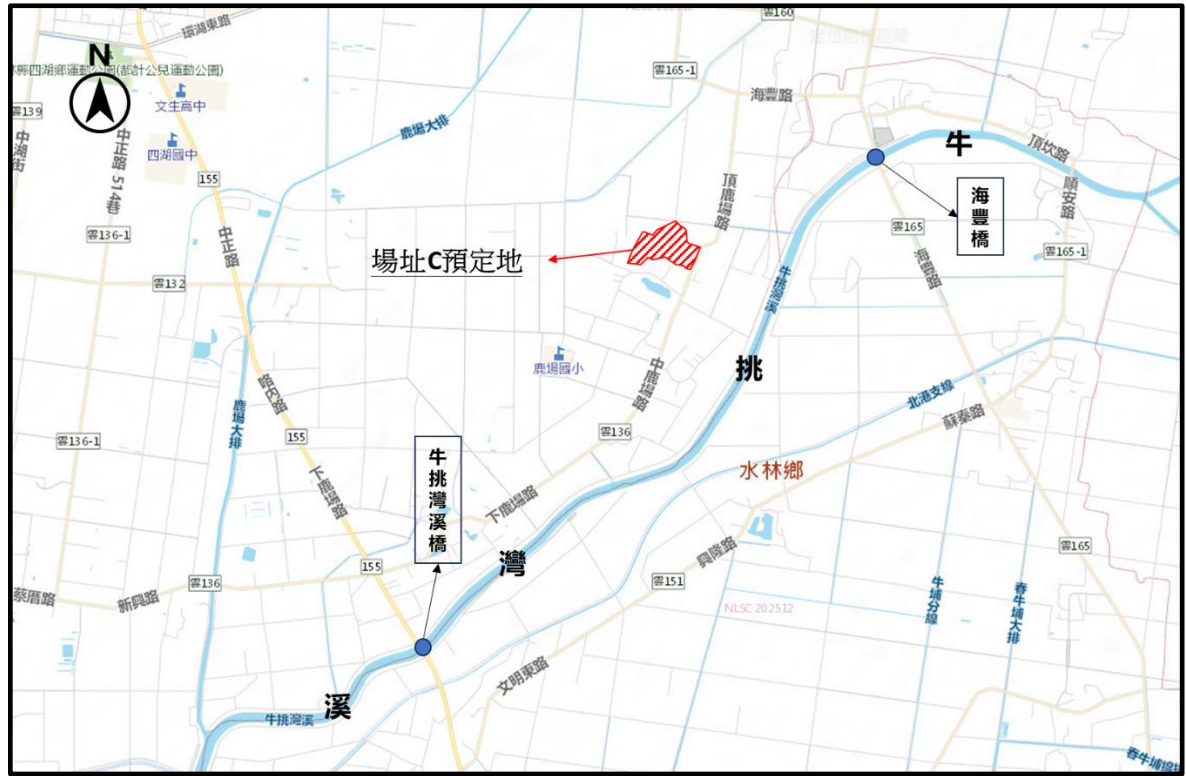 環湖東路
雲160
N
林縣四湖鄉運動公園(都計公兒運動公園)
雲165-1
文生高中
海豐路
雲139
鹿場大排
牛
頂坎路
中湖街
中正路 514巷
四湖國中
155
頂鹿場路
順安路
海豐橋
雲136-1
中正路
雲165
場址C預定地
海豐路
雲165-1
雲132
牛挑灣溪
鹿場國小
挑
咯內路
中鹿場路
北港支線
鹿場大排
蘇秦路
雲136-1
155
雲136
牛挑灣溪橋
水林鄉
下鹿場路
下鹿場路
灣
興隆路
155
雲165
蔡厝路
新興路
雲136
雲151
牛埔分線
春牛埔大排
NLSC 202512
文明東路
溪
牛挑灣溪
春牛埔線排